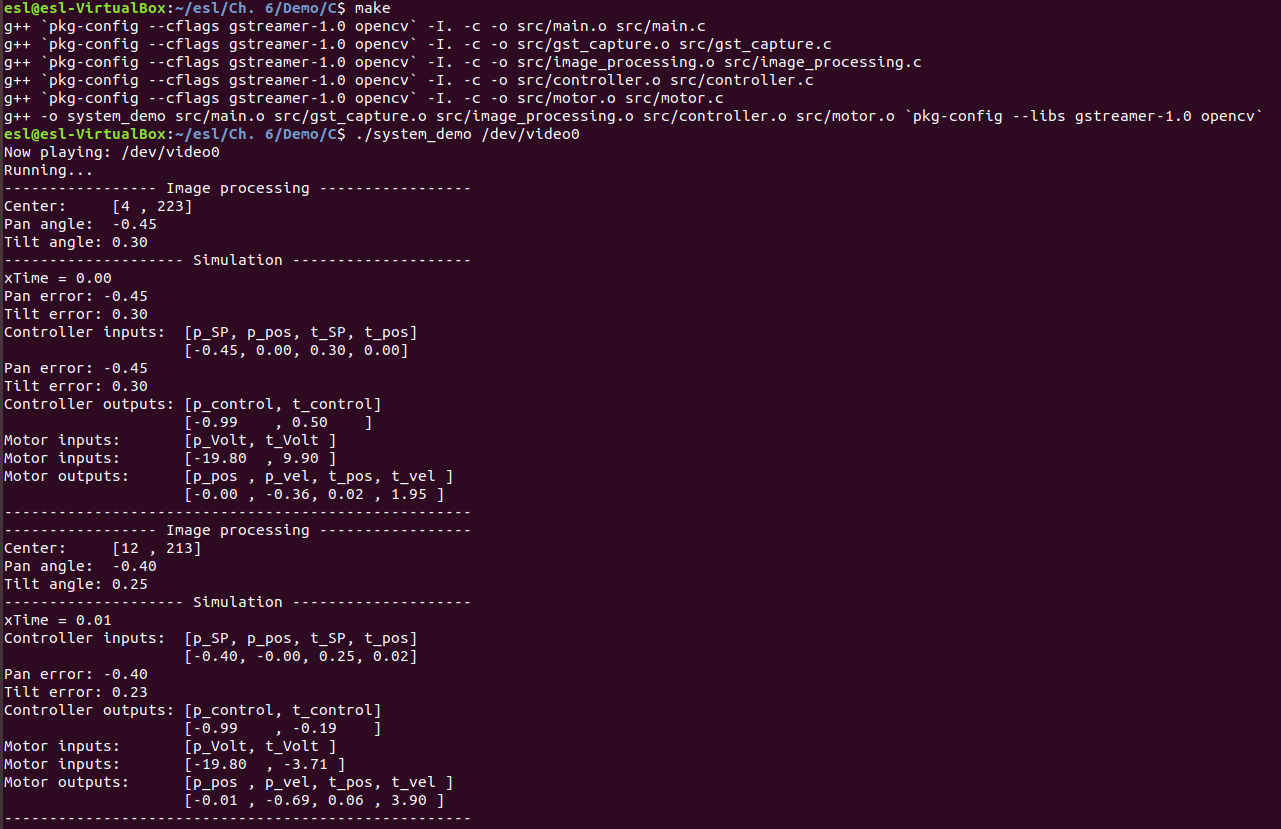 esl@esl-VirtualBox:~/esl/Ch. 6/Demo/C$ make
g++ `pkg-config --cflags gstreamer-1.0 opencv` -I. -c -o src/main.o src/main.c
g++ `pkg-config --cflags gstreamer-1.0 opencv` -I. -c -o src/gst_capture.o src/gst_capture.c
g++ `pkg-config --cflags gstreamer-1.0 opencv` -I. -c -o src/image_processing.o src/image_processing.c
g++ `pkg-config --cflags gstreamer-1.0 opencv` -I. -c -o src/controller.o src/controller.c
g++ `pkg-config --cflags gstreamer-1.0 opencv` -I. -c -o src/motor.o src/motor.c
g++ -o system_demo src/main.o src/gst_capture.o src/image_processing.o src/controller.o src/motor.o `pkg-config --libs gstreamer-1.0 opencv`
esl@esl-VirtualBox:~/esl/Ch. 6/Demo/C$ ./system_demo /dev/video0
Now playing: /dev/video0
Running...
----------------- Image processing -----------------
Center:     [4 , 223]
Pan angle:  -0.45
Tilt angle: 0.30
-------------------- Simulation --------------------
xTime = 0.00
Pan error: -0.45
Tilt error: 0.30
Controller inputs:  [p_SP, p_pos, t_SP, t_pos]
                    [-0.45, 0.00, 0.30, 0.00]
Pan error: -0.45
Tilt error: 0.30
Controller outputs: [p_control, t_control]
                    [-0.99    , 0.50    ]
Motor inputs:       [p_Volt, t_Volt ]
Motor inputs:       [-19.80  , 9.90 ]
Motor outputs:      [p_pos , p_vel, t_pos, t_vel ]
                    [-0.00 , -0.36, 0.02 , 1.95 ]
----------------------------------------------------
----------------- Image processing -----------------
Center:     [12 , 213]
Pan angle:  -0.40
Tilt angle: 0.25
-------------------- Simulation --------------------
xTime = 0.01
Controller inputs:  [p_SP, p_pos, t_SP, t_pos]
                    [-0.40, -0.00, 0.25, 0.02]
Pan error: -0.40
Tilt error: 0.23
Controller outputs: [p_control, t_control]
                    [-0.99    , -0.19    ]
Motor inputs:       [p_Volt, t_Volt ]
Motor inputs:       [-19.80  , -3.71 ]
Motor outputs:      [p_pos , p_vel, t_pos, t_vel ]
                    [-0.01 , -0.69, 0.06 , 3.90 ]
----------------------------------------------------